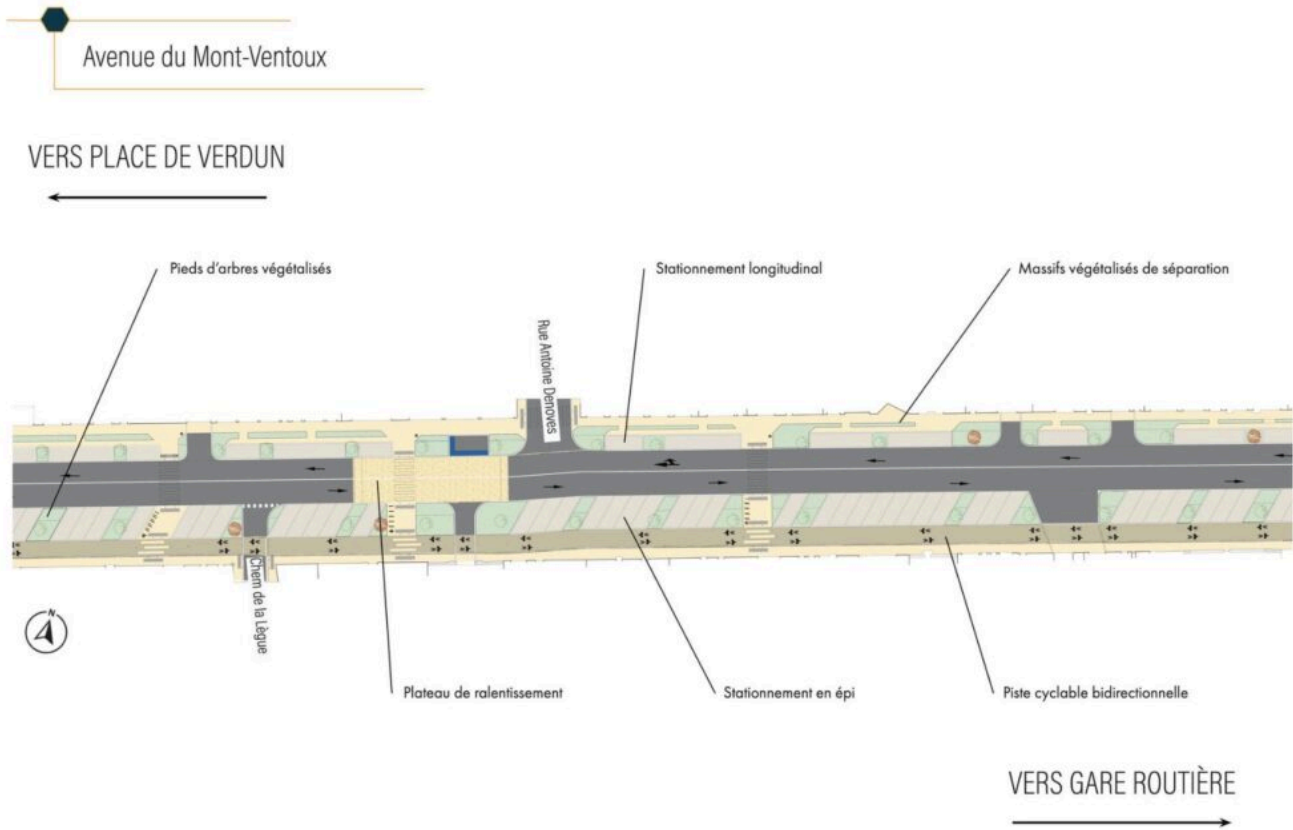 Avenue du Mont-Ventoux
VERS PLACE DE VERDUN
Pieds d'arbres végétalisés
Stationnement longitudinal
Massifs végétalisés de séparation
Rue Antoine Denoves
Chem de la Lègue
N
Plateau de ralentissement
Stationnement en épi
Piste cyclable bidirectionnelle
VERS GARE ROUTIÈRE